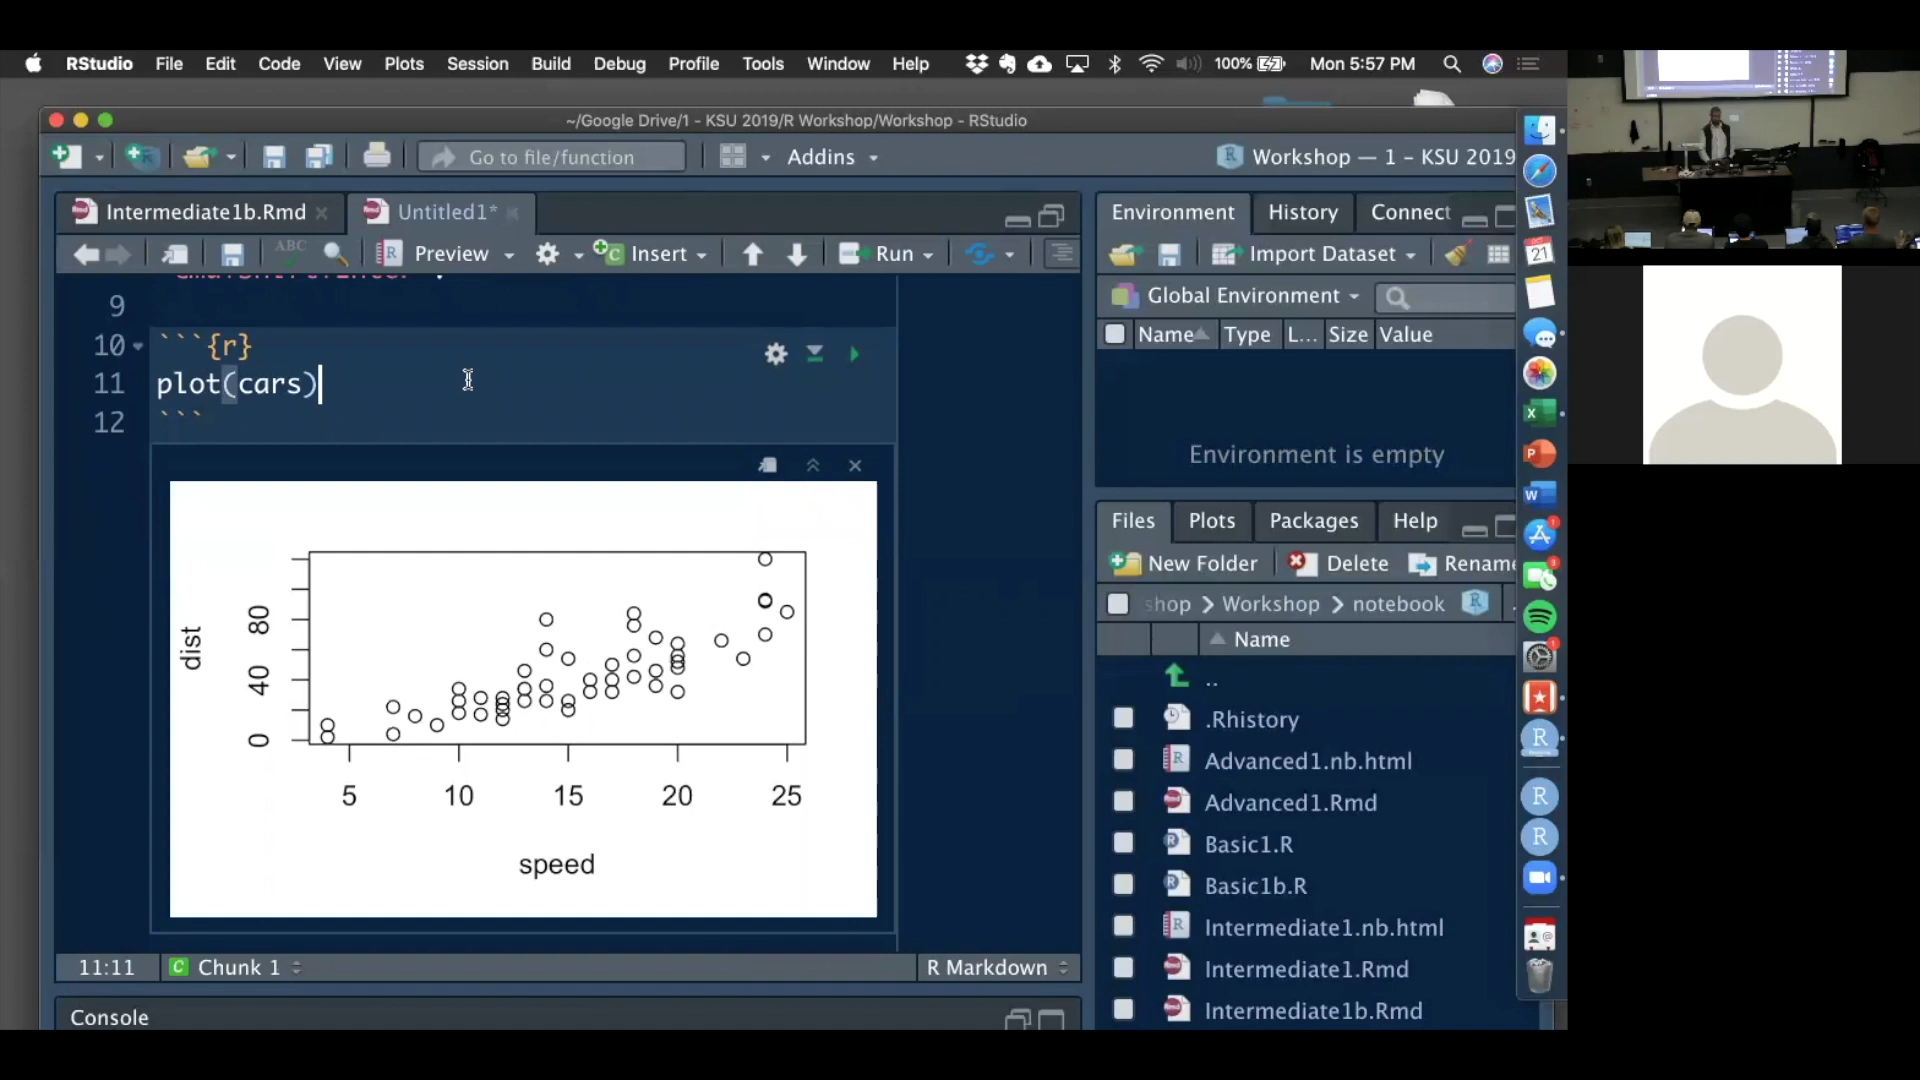 RStudio File Edit Code View Plots Session Build Debug Profile Tools Window Help 100% Mon 5:57 PM
~/Google Drive/1 - KSU 2019/R Workshop/Workshop - RStudio
Go to file/function Addins Workshop — 1 – KSU 2019
Intermediate1b.Rmd Untitled1*
Environment History Connect
ABC Preview Insert Run
Import Dataset
Global Environment
Name Type L... Size Value
Environment is empty
9
10 ```{r}
11 plot(cars)
12 ```
dist
80
40
0
5 10 15 20 25
speed
11:11 Chunk 1 R Markdown
Console
Files Plots Packages Help
New Folder Delete Rename
shop Workshop notebook
Name
..
.Rhistory
Advanced1.nb.html
Advanced1.Rmd
Basic1.R
Basic1b.R
Intermediate1.nb.html
Intermediate1.Rmd
Intermediate1b.Rmd
OCT
21